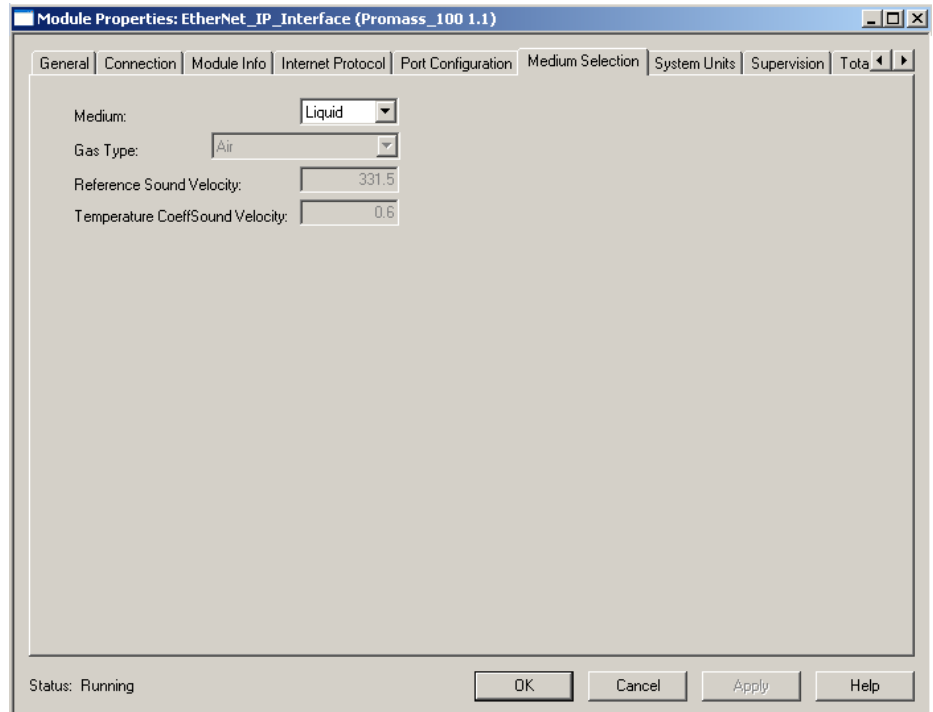 Module Properties: EtherNet_IP_Interface (Promass_100 1.1)
General Connection Module Info Internet Protocol Port Configuration Medium Selection System Units Supervision Tota
Medium: Liquid
Gas Type: Air
Reference Sound Velocity: 331.5
Temperature CoeffSound Velocity: 0.6
Status: Running OK Cancel Apply Help